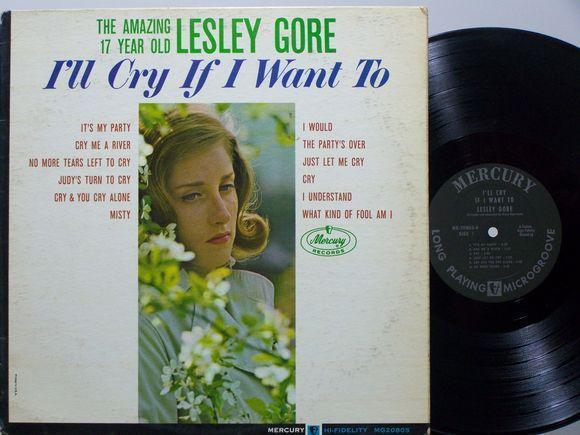 THE AMAZING
17 YEAR OLD
LESLEY GORE
I'll Cry If I Want To
IT'S MY PARTY
CRY ME A RIVER
NO MORE TEARS LEFT TO CRY
JUDY'S TURN TO CRY
CRY & YOU CRY ALONE
MISTY
I WOULD
THE PARTY'S OVER
JUST LET ME CRY
CRY
I UNDERSTAND
WHAT KIND OF FOOL AM I
Mercury
RECORDS
MERCURY
HI-FIDELITY
MG20805
MERCURY
I'LL CRY
IF I WANT TO
LESLEY GORE
SIDE 1
LONG PLAYING
MICROGROOVE